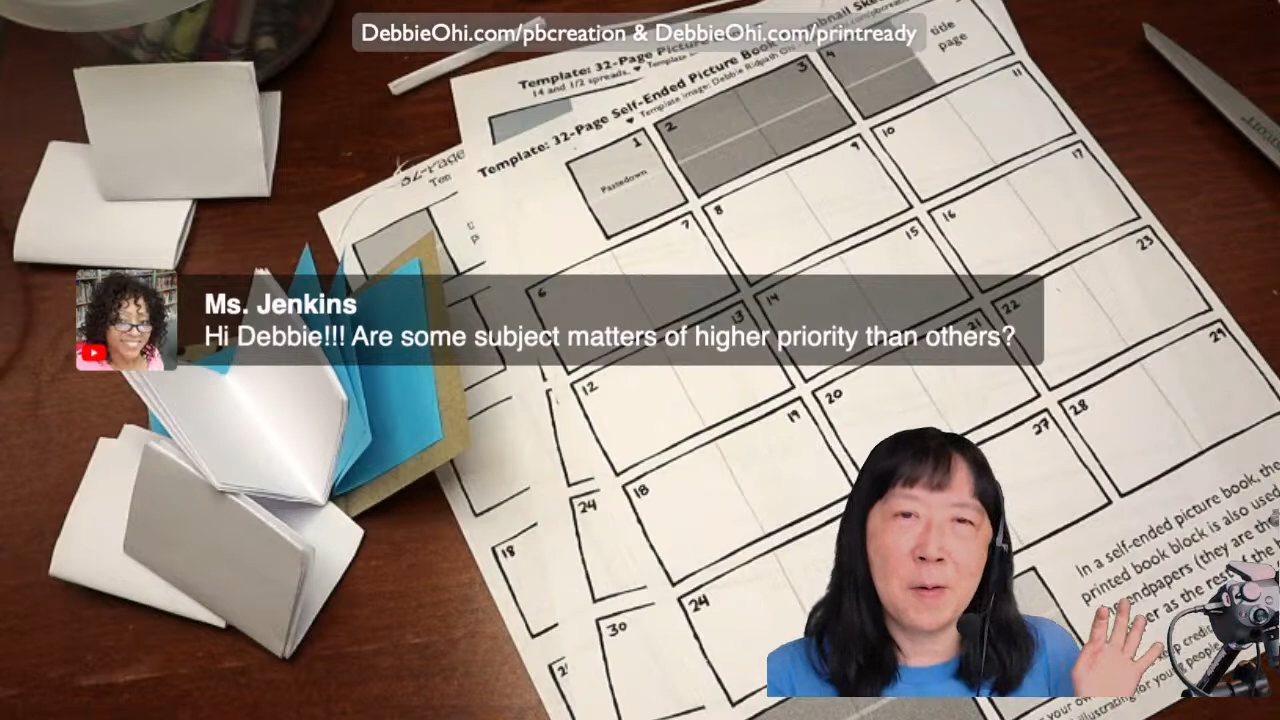 DebbieOhi.com/pbcreation & DebbieOhi.com/printready
Template: 32-Page Picture
14 and 1/2 spreads.
Template: 32-Page Self-Ended Picture Book
Template image: Debbie Ridpath Ohi
1
Pastedown
2
3
4
title
page
6
7
8
9
10
11
Ms. Jenkins
Hi Debbie!!! Are some subject matters of higher priority than others?
12
13
14
15
16
17
18
19
20
21
22
23
24
27
28
29
18
24
30
In a self-ended picture book, the
printed book block is also used
endpapers (they are the
as the rest of the